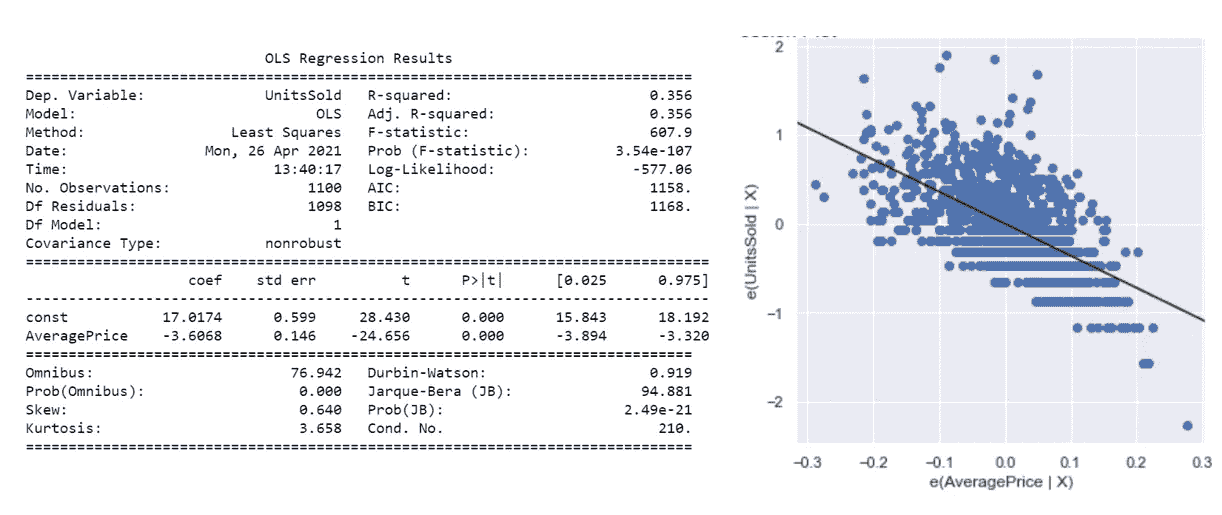 OLS Regression Results
==============================================================================
Dep. Variable: UnitsSold R-squared: 0.356
Model: OLS Adj. R-squared: 0.356
Method: Least Squares F-statistic: 607.9
Date: Mon, 26 Apr 2021 Prob (F-statistic): 3.54e-107
Time: 13:40:17 Log-Likelihood: -577.06
No. Observations: 1100 AIC: 1158.
Df Residuals: 1098 BIC: 1168.
Df Model: 1
Covariance Type: nonrobust
================================================================================
coef std err t P>|t| [0.025 0.975]
--------------------------------------------------------------------------------
const 17.0174 0.599 28.430 0.000 15.843 18.192
AveragePrice -3.6068 0.146 -24.656 0.000 -3.894 -3.320
==============================================================================
Omnibus: 76.942 Durbin-Watson: 0.919
Prob(Omnibus): 0.000 Jarque-Bera (JB): 94.881
Skew: 0.640 Prob(JB): 2.49e-21
Kurtosis: 3.658 Cond. No. 210.
==============================================================================
2
1
0
−1
−2
e(UnitsSold | X)
−0.3 −0.2 −0.1 0.0 0.1 0.2 0.3
e(AveragePrice | X)